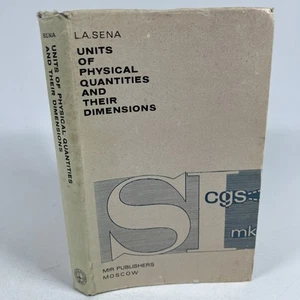 SENA
UNITS OF PHYSICAL QUANTITIES
AND THEIR DIMENSIONS
L.A.SENA
UNITS
OF
PHYSICAL
QUANTITIES
AND
THEIR
DIMENSIONS
SI
cgs
mk
MIR PUBLISHERS
MOSCOW